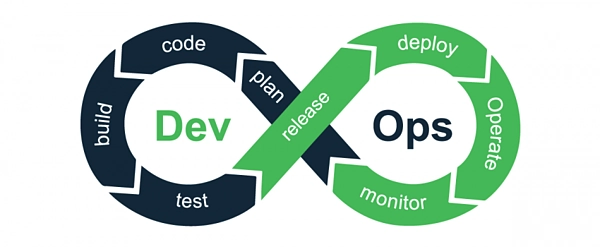 Dev
Ops
plan
code
build
test
release
deploy
Operate
monitor